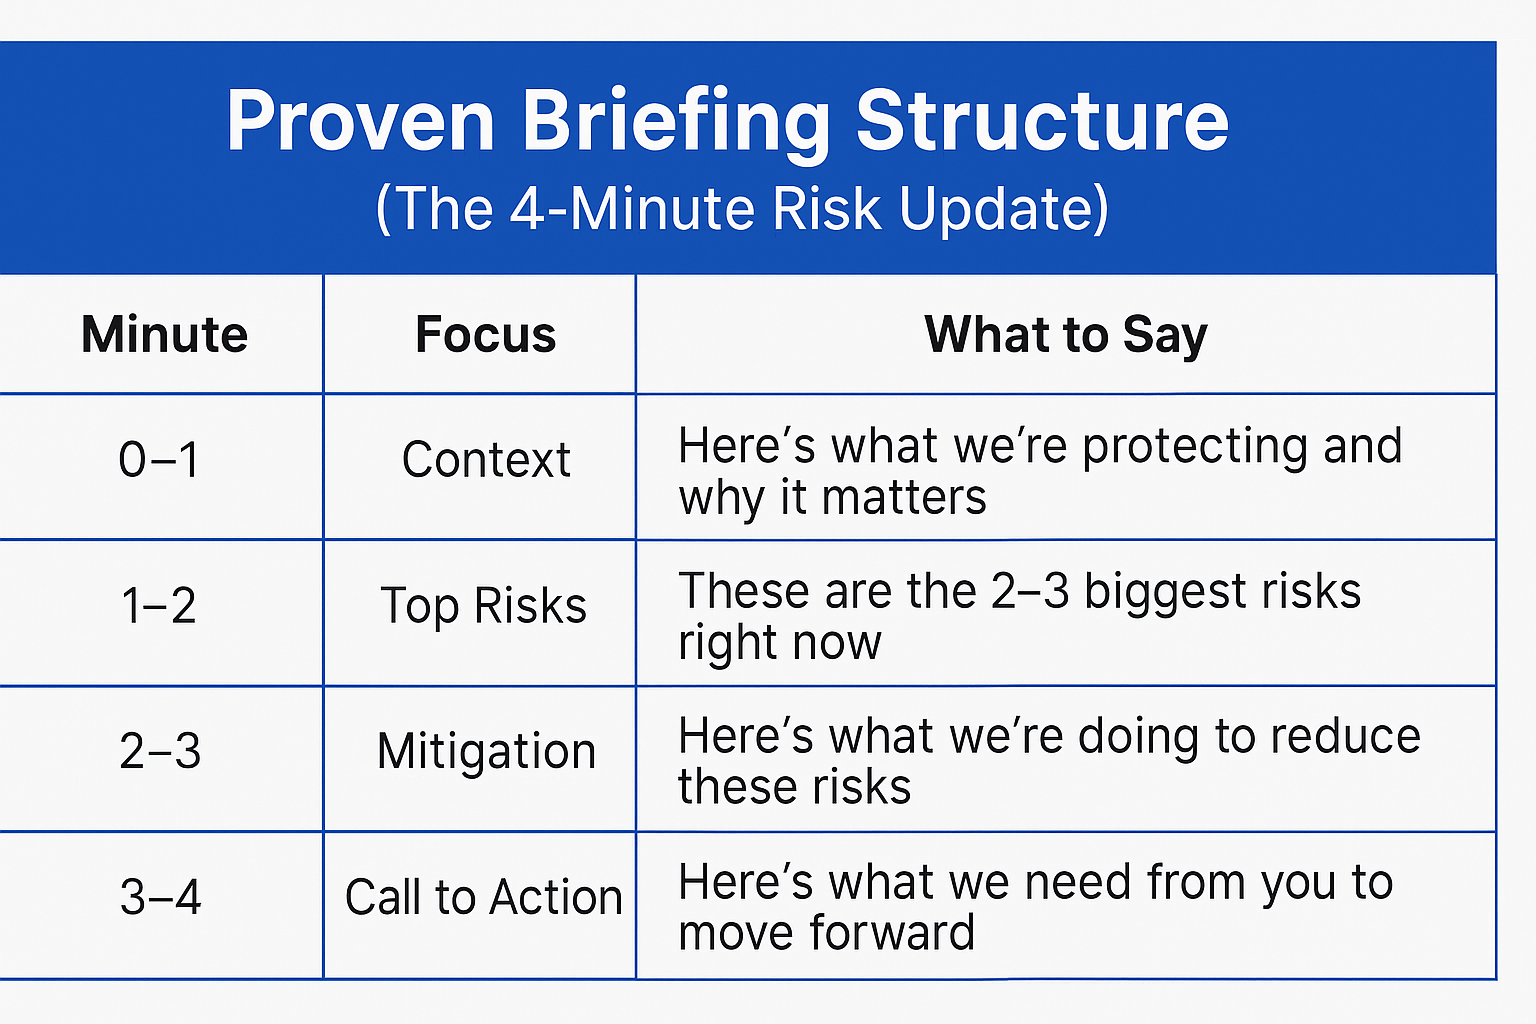 Proven Briefing Structure
(The 4-Minute Risk Update)
Minute Focus What to Say
0–1 Context Here’s what we’re protecting and
why it matters
1–2 Top Risks These are the 2–3 biggest risks
right now
2–3 Mitigation Here’s what we’re doing to reduce
these risks
3–4 Call to Action Here’s what we need from you to
move forward